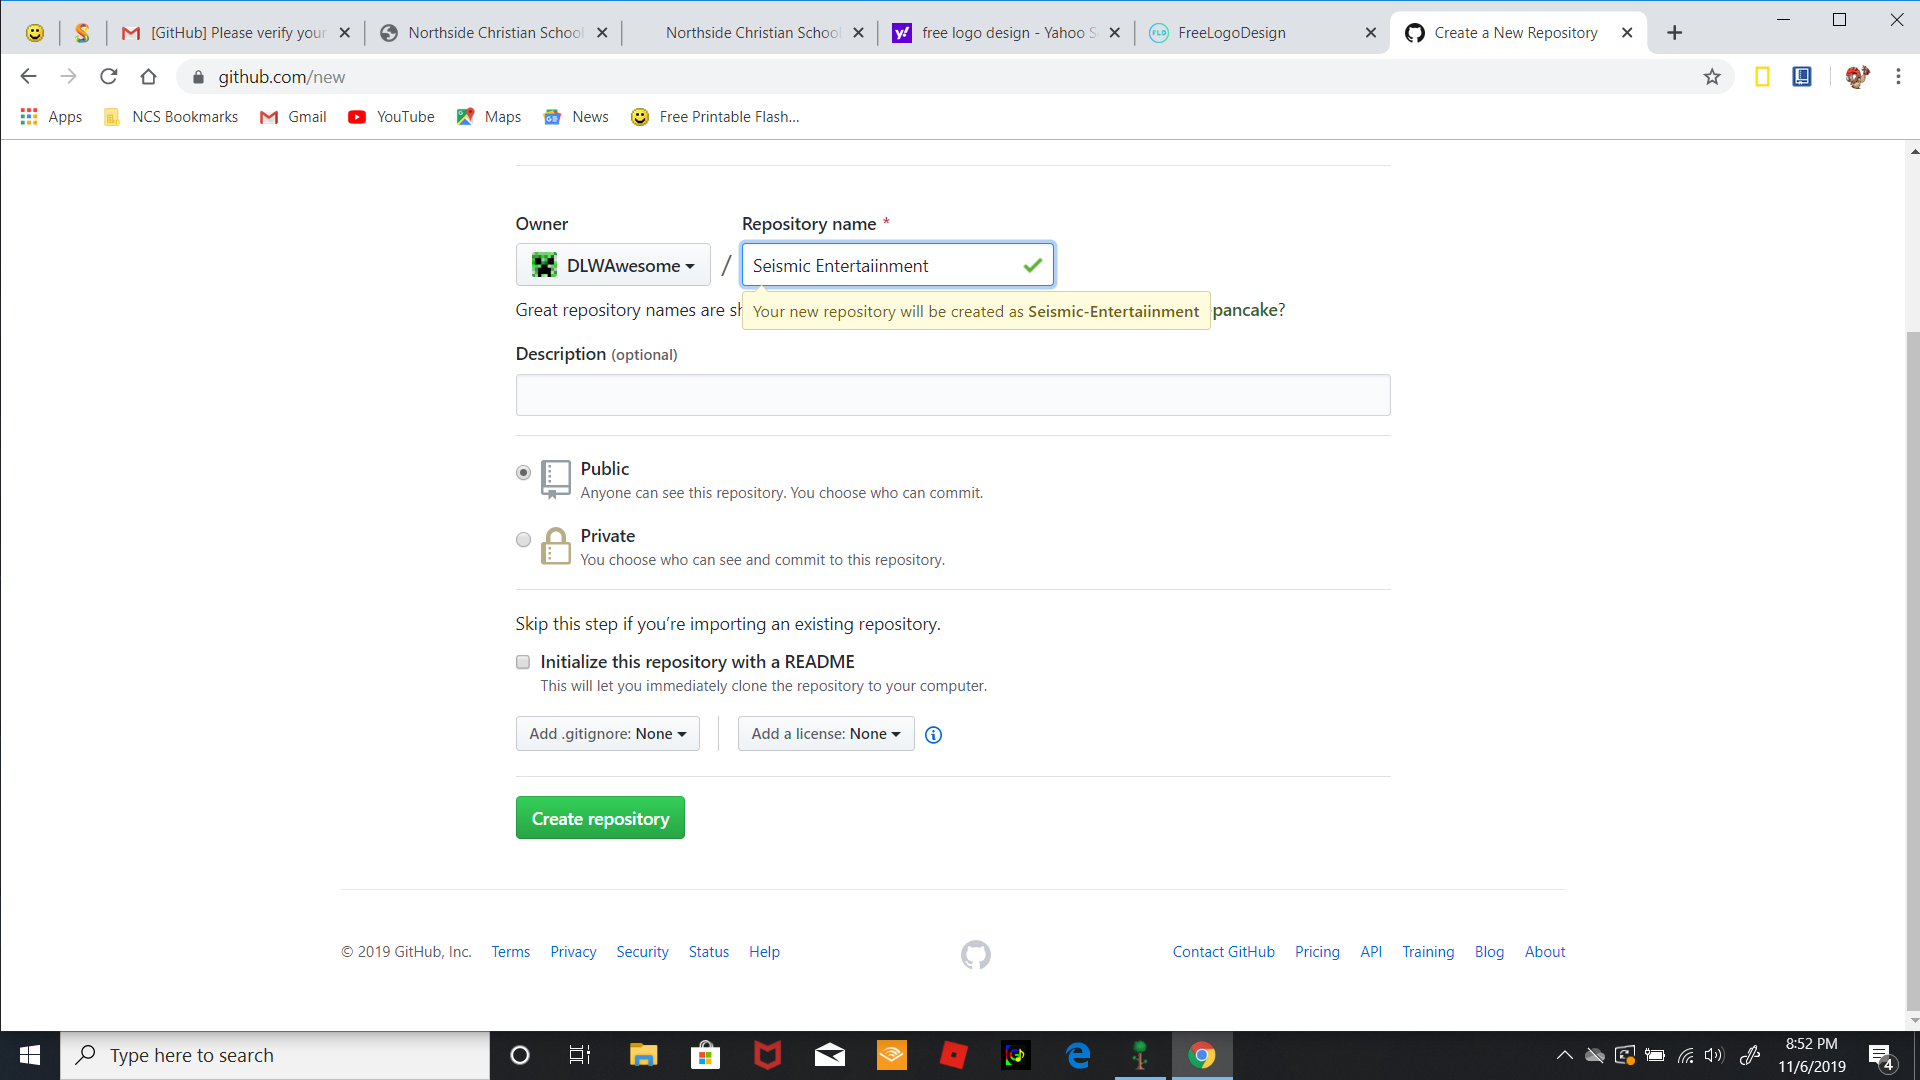 [GitHub] Please verify your
Northside Christian School
Northside Christian School
free logo design - Yahoo S
FreeLogoDesign
Create a New Repository
github.com/new
Apps
NCS Bookmarks
Gmail
YouTube
Maps
News
Free Printable Flash...
Owner
Repository name *
DLWAwesome / Seismic Entertaiinment
Great repository names are sh
Your new repository will be created as Seismic-Entertaiinment
pancake?
Description (optional)
Public
Anyone can see this repository. You choose who can commit.
Private
You choose who can see and commit to this repository.
Skip this step if you’re importing an existing repository.
Initialize this repository with a README
This will let you immediately clone the repository to your computer.
Add .gitignore: None
Add a license: None
Create repository
© 2019 GitHub, Inc. Terms Privacy Security Status Help
Contact GitHub Pricing API Training Blog About
Type here to search
8:52 PM
11/6/2019
4